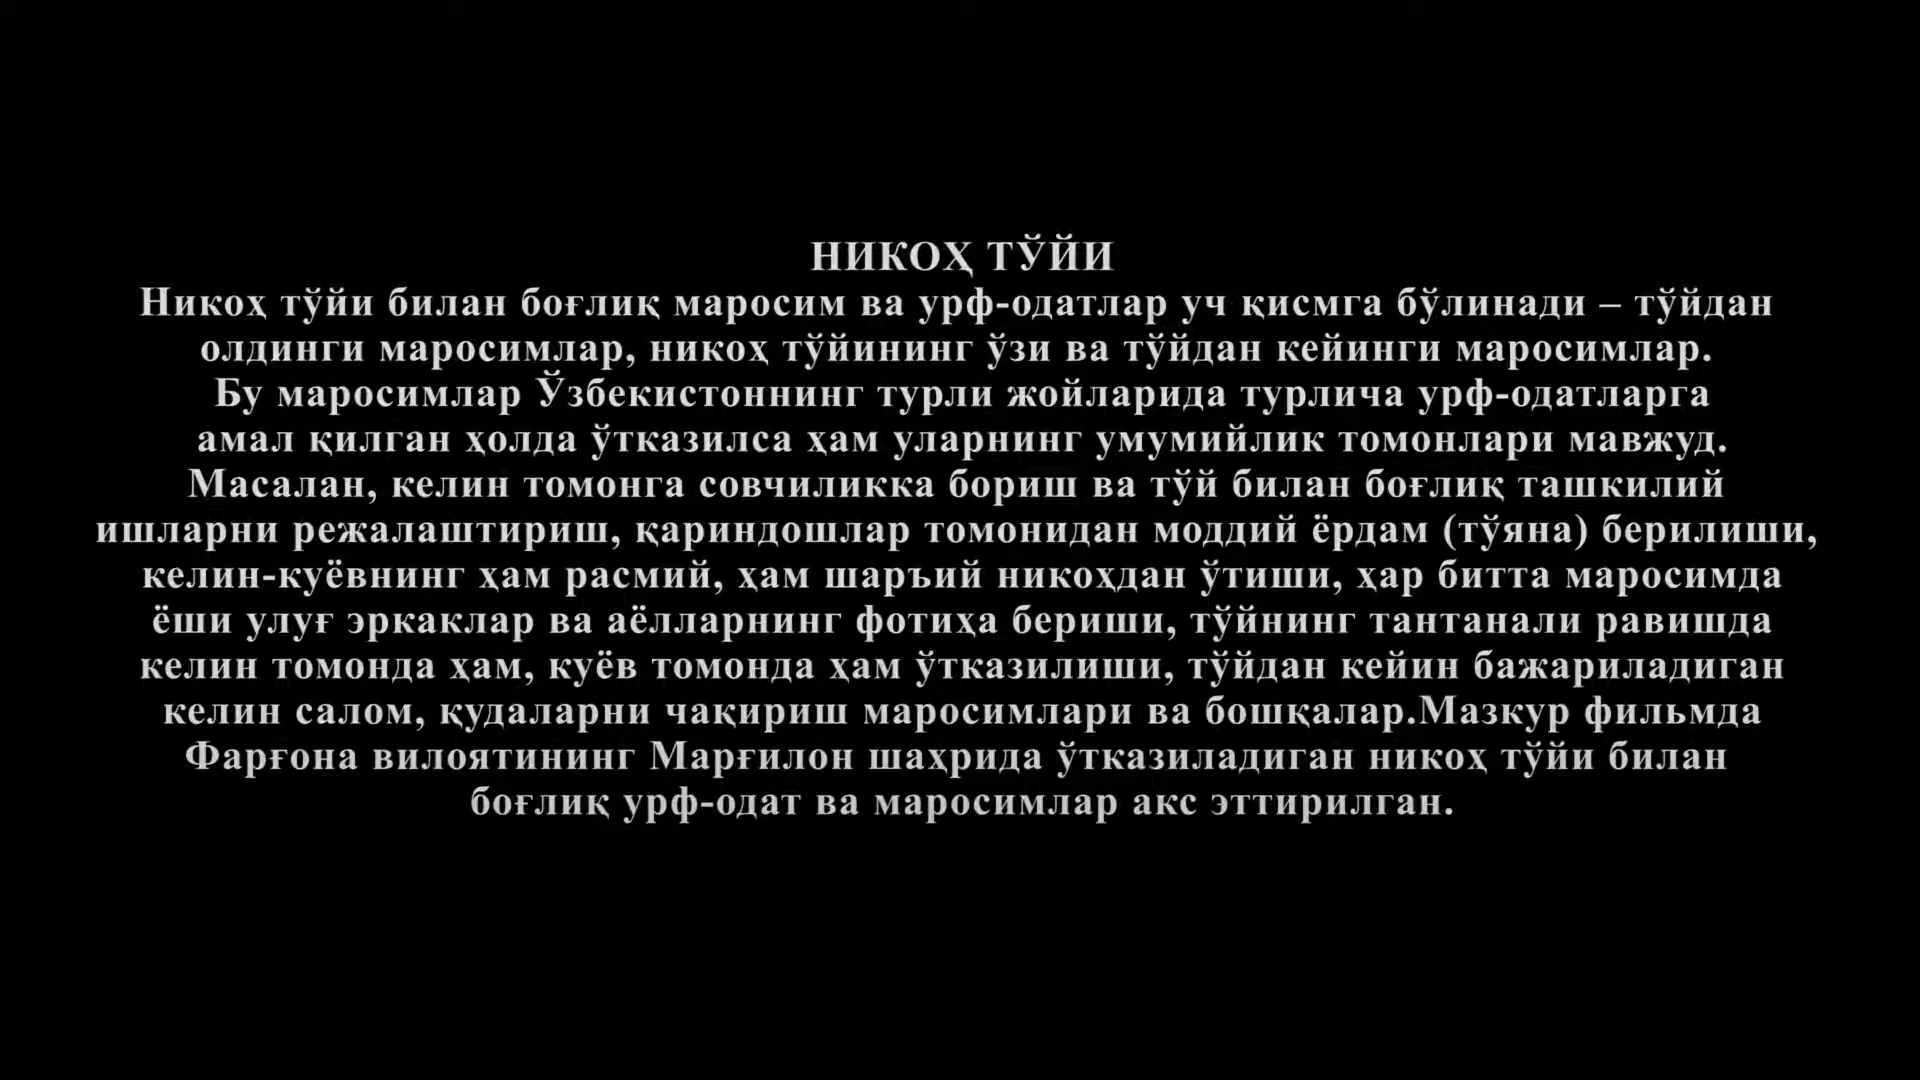 НИКОҲ ТЎЙИ
Никоҳ тўйи билан боғлиқ маросим ва урф-одатлар уч қисмга бўлинади – тўйдан
олдинги маросимлар, никоҳ тўйининг ўзи ва тўйдан кейинги маросимлар.
Бу маросимлар Ўзбекистоннинг турли жойларида турлича урф-одатларга
амал қилган ҳолда ўтказилса ҳам уларнинг умумийлик томонлари мавжуд.
Масалан, келин томонга совчиликка бориш ва тўй билан боғлиқ ташкилий
ишларни режалаштириш, қариндошлар томонидан моддий ёрдам (тўяна) берилиши,
келин-куёвнинг ҳам расмий, ҳам шаръий никоҳдан ўтиши, ҳар битта маросимда
ёши улуғ эркаклар ва аёлларнинг фотиҳа бериши, тўйнинг тантанали равишда
келин томонда ҳам, куёв томонда ҳам ўтказилиши, тўйдан кейин бажариладиган
келин салом, қудаларни чақириш маросимлари ва бошқалар.Мазкур фильмда
Фарғона вилоятининг Марғилон шаҳрида ўтказиладиган никоҳ тўйи билан
боғлиқ урф-одат ва маросимлар акс эттирилган.